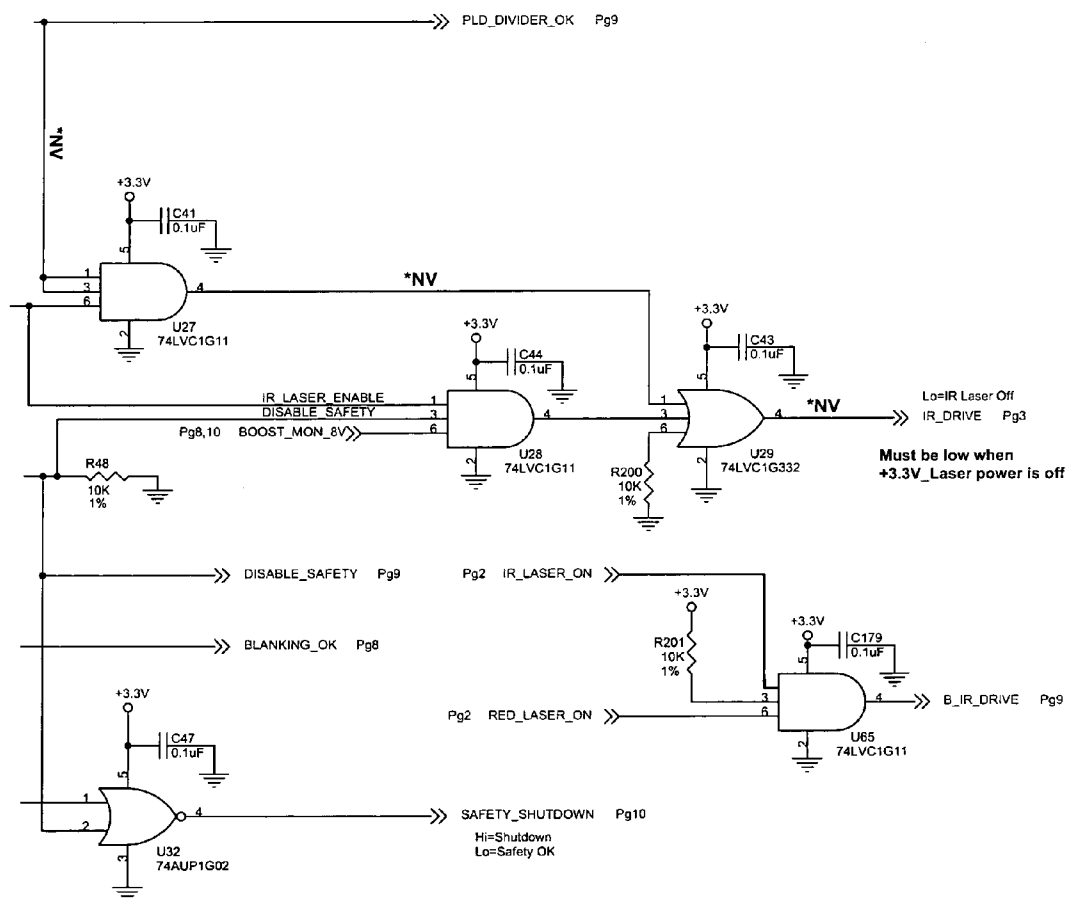 PLD_DIVIDER_OK Pg9
*NV
+3.3V
C41
0.1uF
5
1
3
6
4
2
U27
74LVC1G11
*NV
+3.3V
C44
0.1uF
5
IR_LASER_ENABLE 1
DISABLE_SAFETY 3
Pg8,10 BOOST_MON_8V 6
4
2
U28
74LVC1G11
+3.3V
C43
0.1uF
5
1
3
6
4
2
U29
74LVC1G332
*NV
Lo=IR Laser Off
IR_DRIVE Pg3
Must be low when
+3.3V_Laser power is off
R48
10K
1%
R200
10K
1%
DISABLE_SAFETY Pg9
Pg2 IR_LASER_ON
BLANKING_OK Pg8
+3.3V
R201
10K
1%
+3.3V
C179
0.1uF
5
3
6
4
2
Pg2 RED_LASER_ON
B_IR_DRIVE Pg9
U65
74LVC1G11
+3.3V
C47
0.1uF
5
1
2
4
3
U32
74AUP1G02
SAFETY_SHUTDOWN Pg10
Hi=Shutdown
Lo=Safety OK